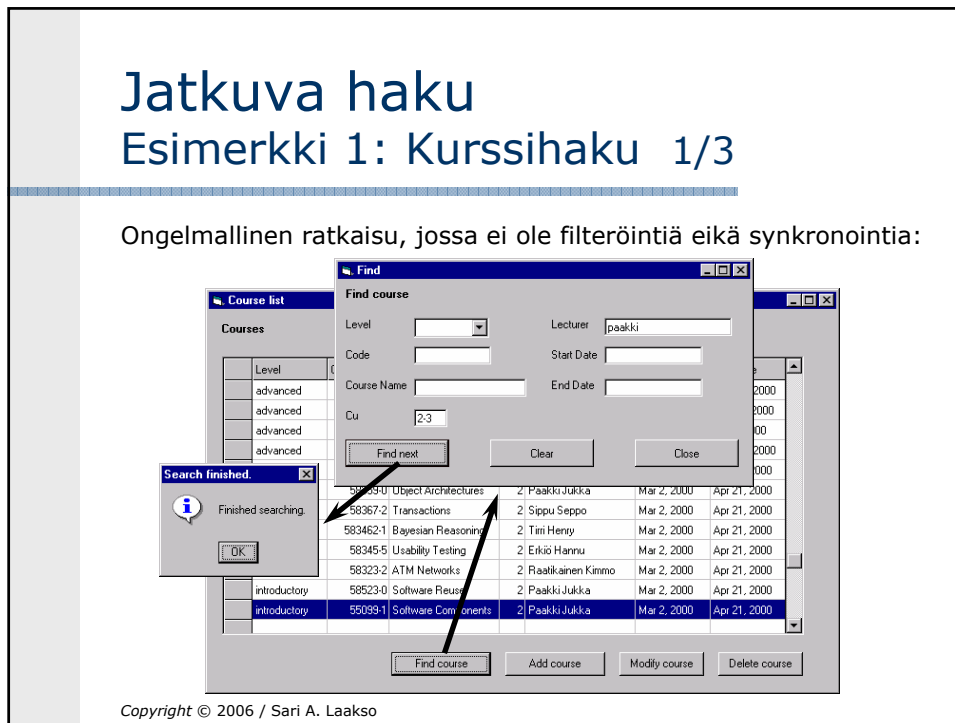 Jatkuva haku
Esimerkki 1: Kurssihaku 1/3
Ongelmallinen ratkaisu, jossa ei ole filteröintiä eikä synkronointia:
Find
Find course
Level
Lecturer paakki
Code
Start Date
Course Name
End Date
Cu 2-3
Find next Clear Close
Course list
Courses
Level
advanced 2000
advanced 2000
advanced 00
advanced 2000
00
Object Architectures 2 Paakki Jukka Mar 2, 2000 Apr 21, 2000
58367-2 Transactions 2 Sippu Seppo Mar 2, 2000 Apr 21, 2000
583462-1 Bayesian Reasoning 2 Tirri Henry Mar 2, 2000 Apr 21, 2000
58345-5 Usability Testing 2 Erkiö Hannu Mar 2, 2000 Apr 21, 2000
58323-2 ATM Networks 2 Raatikainen Kimmo Mar 2, 2000 Apr 21, 2000
introductory 58523-0 Software Reuse 2 Paakki Jukka Mar 2, 2000 Apr 21, 2000
introductory 55099-1 Software Components 2 Paakki Jukka Mar 2, 2000 Apr 21, 2000
Search finished.
Finished searching.
OK
Find course Add course Modify course Delete course
Copyright © 2006 / Sari A. Laakso